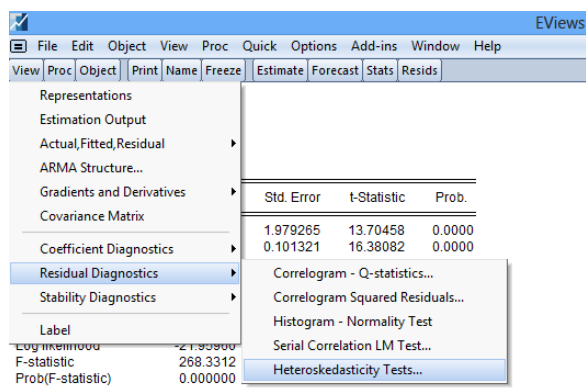 EViews
File Edit Object View Proc Quick Options Add-ins Window Help
View Proc Object Print Name Freeze Estimate Forecast Stats Resids
Representations
Estimation Output
Actual,Fitted,Residual
ARMA Structure...
Gradients and Derivatives
Covariance Matrix
Coefficient Diagnostics
Residual Diagnostics
Stability Diagnostics
Label
Std. Error t-Statistic Prob.
1.979265 13.70458 0.0000
0.101321 16.38082 0.0000
Correlogram - Q-statistics...
Correlogram Squared Residuals...
Histogram - Normality Test
Serial Correlation LM Test...
Heteroskedasticity Tests...
Log likelihood -21.95960
F-statistic 268.3312
Prob(F-statistic) 0.000000